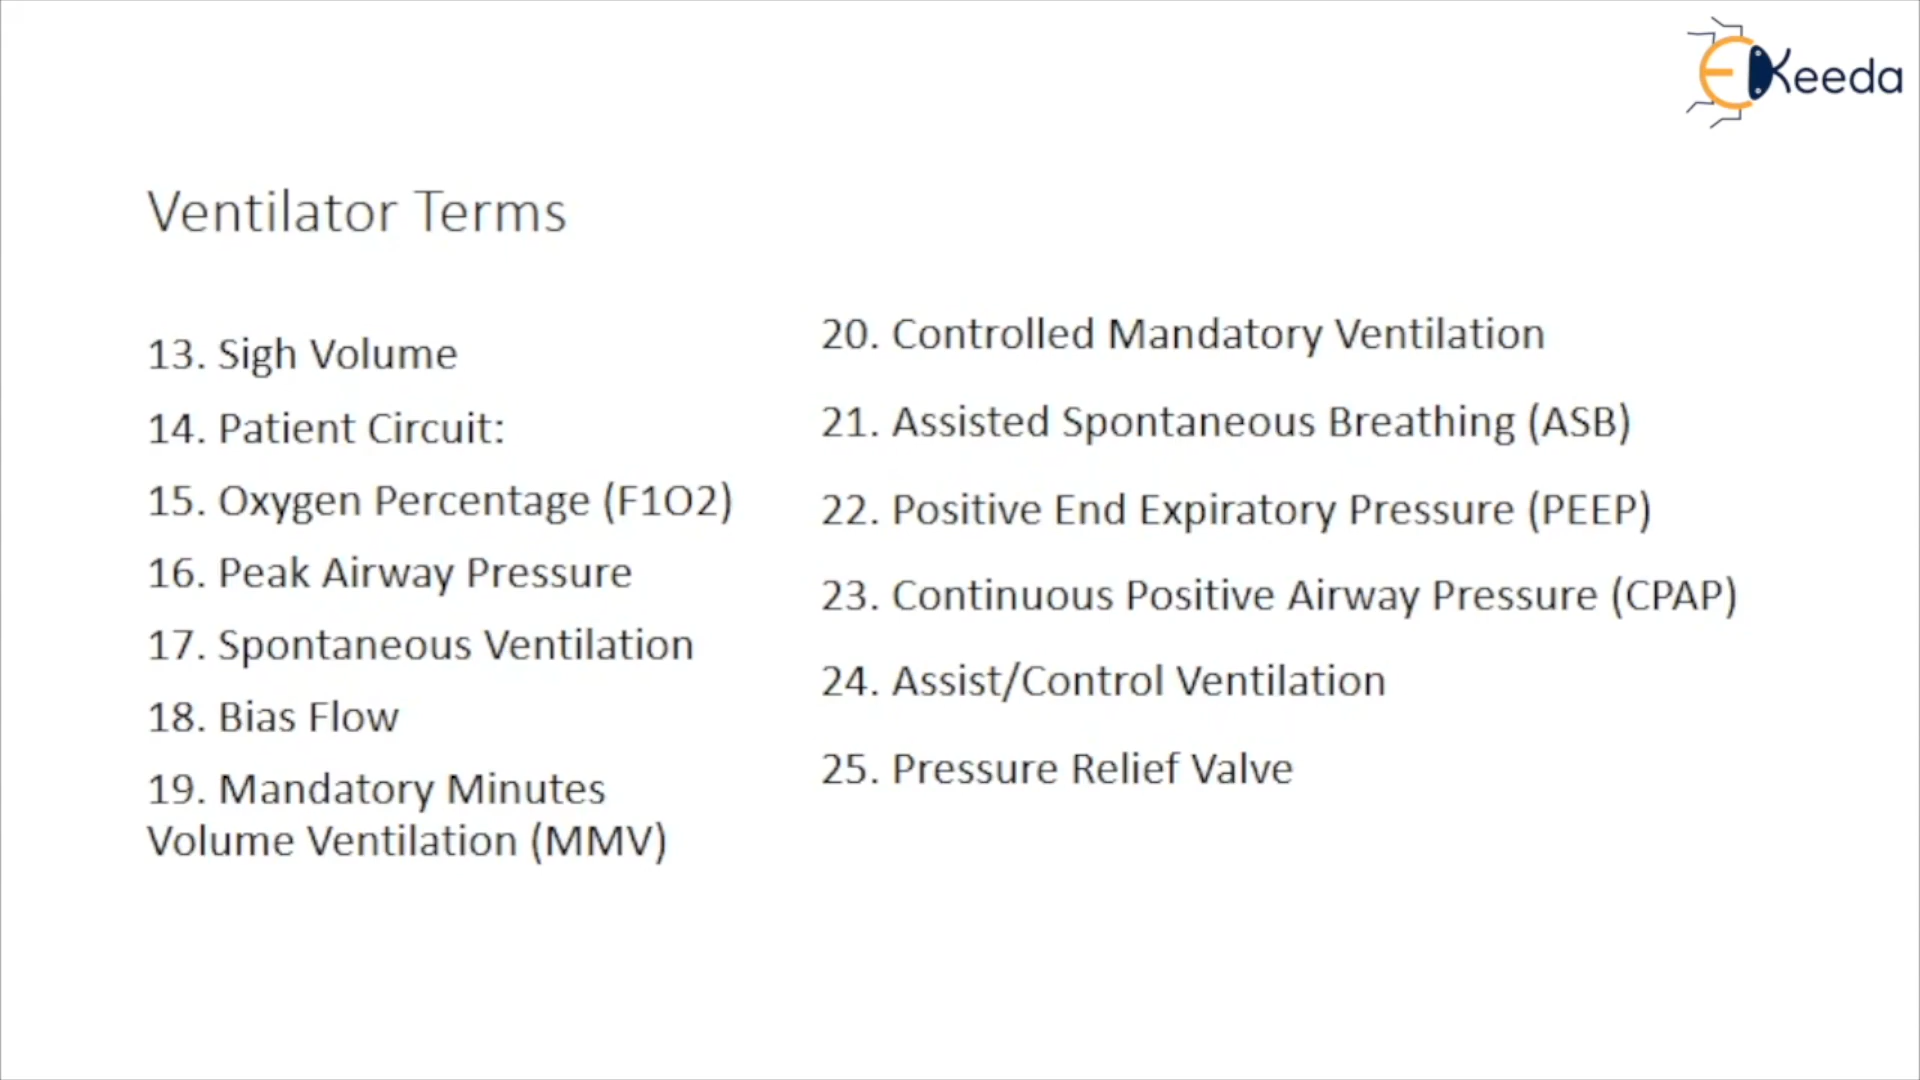 EKeeda
Ventilator Terms
13. Sigh Volume
14. Patient Circuit:
15. Oxygen Percentage (F1O2)
16. Peak Airway Pressure
17. Spontaneous Ventilation
18. Bias Flow
19. Mandatory Minutes
Volume Ventilation (MMV)
20. Controlled Mandatory Ventilation
21. Assisted Spontaneous Breathing (ASB)
22. Positive End Expiratory Pressure (PEEP)
23. Continuous Positive Airway Pressure (CPAP)
24. Assist/Control Ventilation
25. Pressure Relief Valve